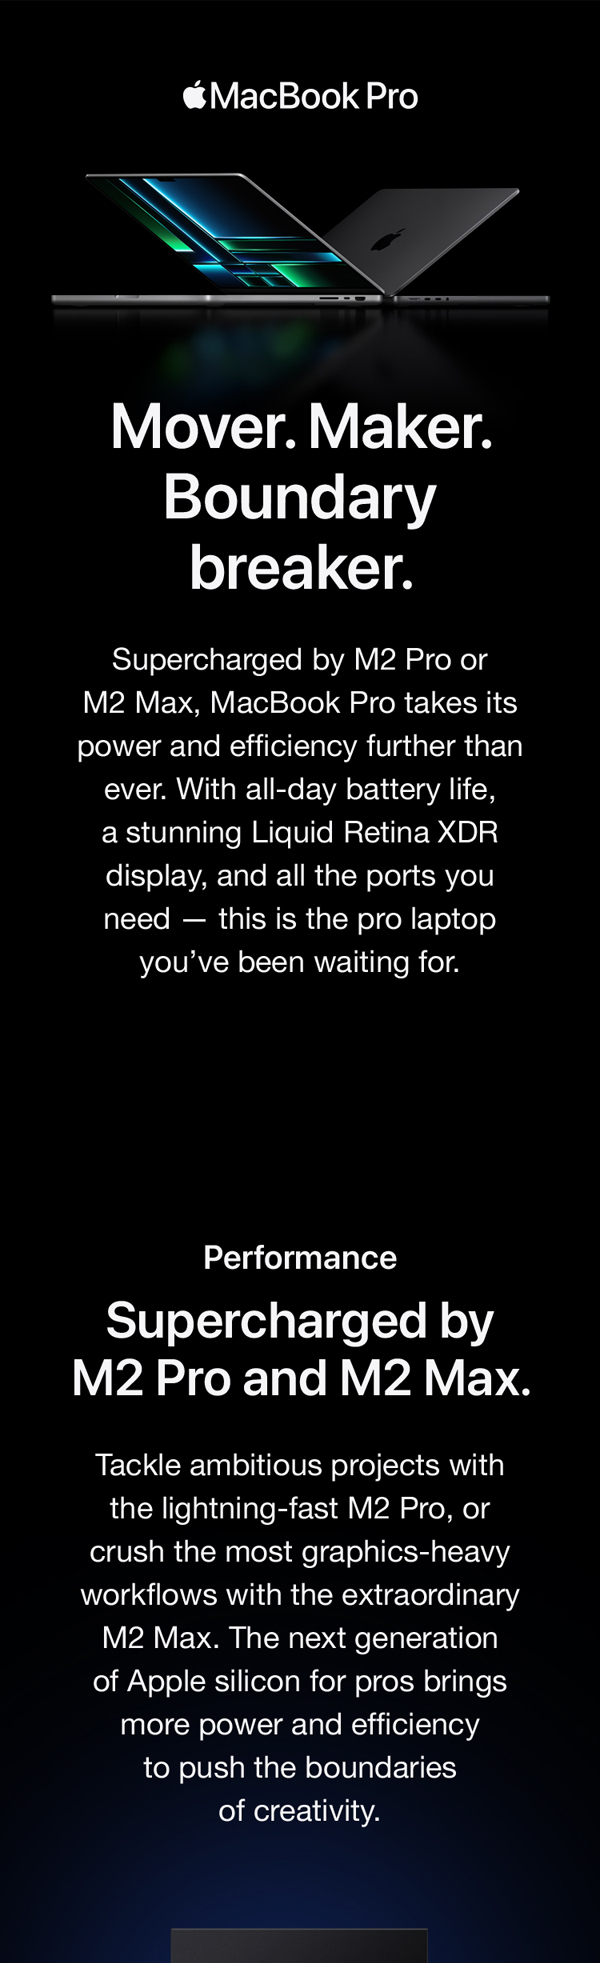 MacBook Pro
Mover. Maker.
Boundary
breaker.
Supercharged by M2 Pro or
M2 Max, MacBook Pro takes its
power and efficiency further than
ever. With all-day battery life,
a stunning Liquid Retina XDR
display, and all the ports you
need — this is the pro laptop
you’ve been waiting for.
Performance
Supercharged by
M2 Pro and M2 Max.
Tackle ambitious projects with
the lightning-fast M2 Pro, or
crush the most graphics-heavy
workflows with the extraordinary
M2 Max. The next generation
of Apple silicon for pros brings
more power and efficiency
to push the boundaries
of creativity.